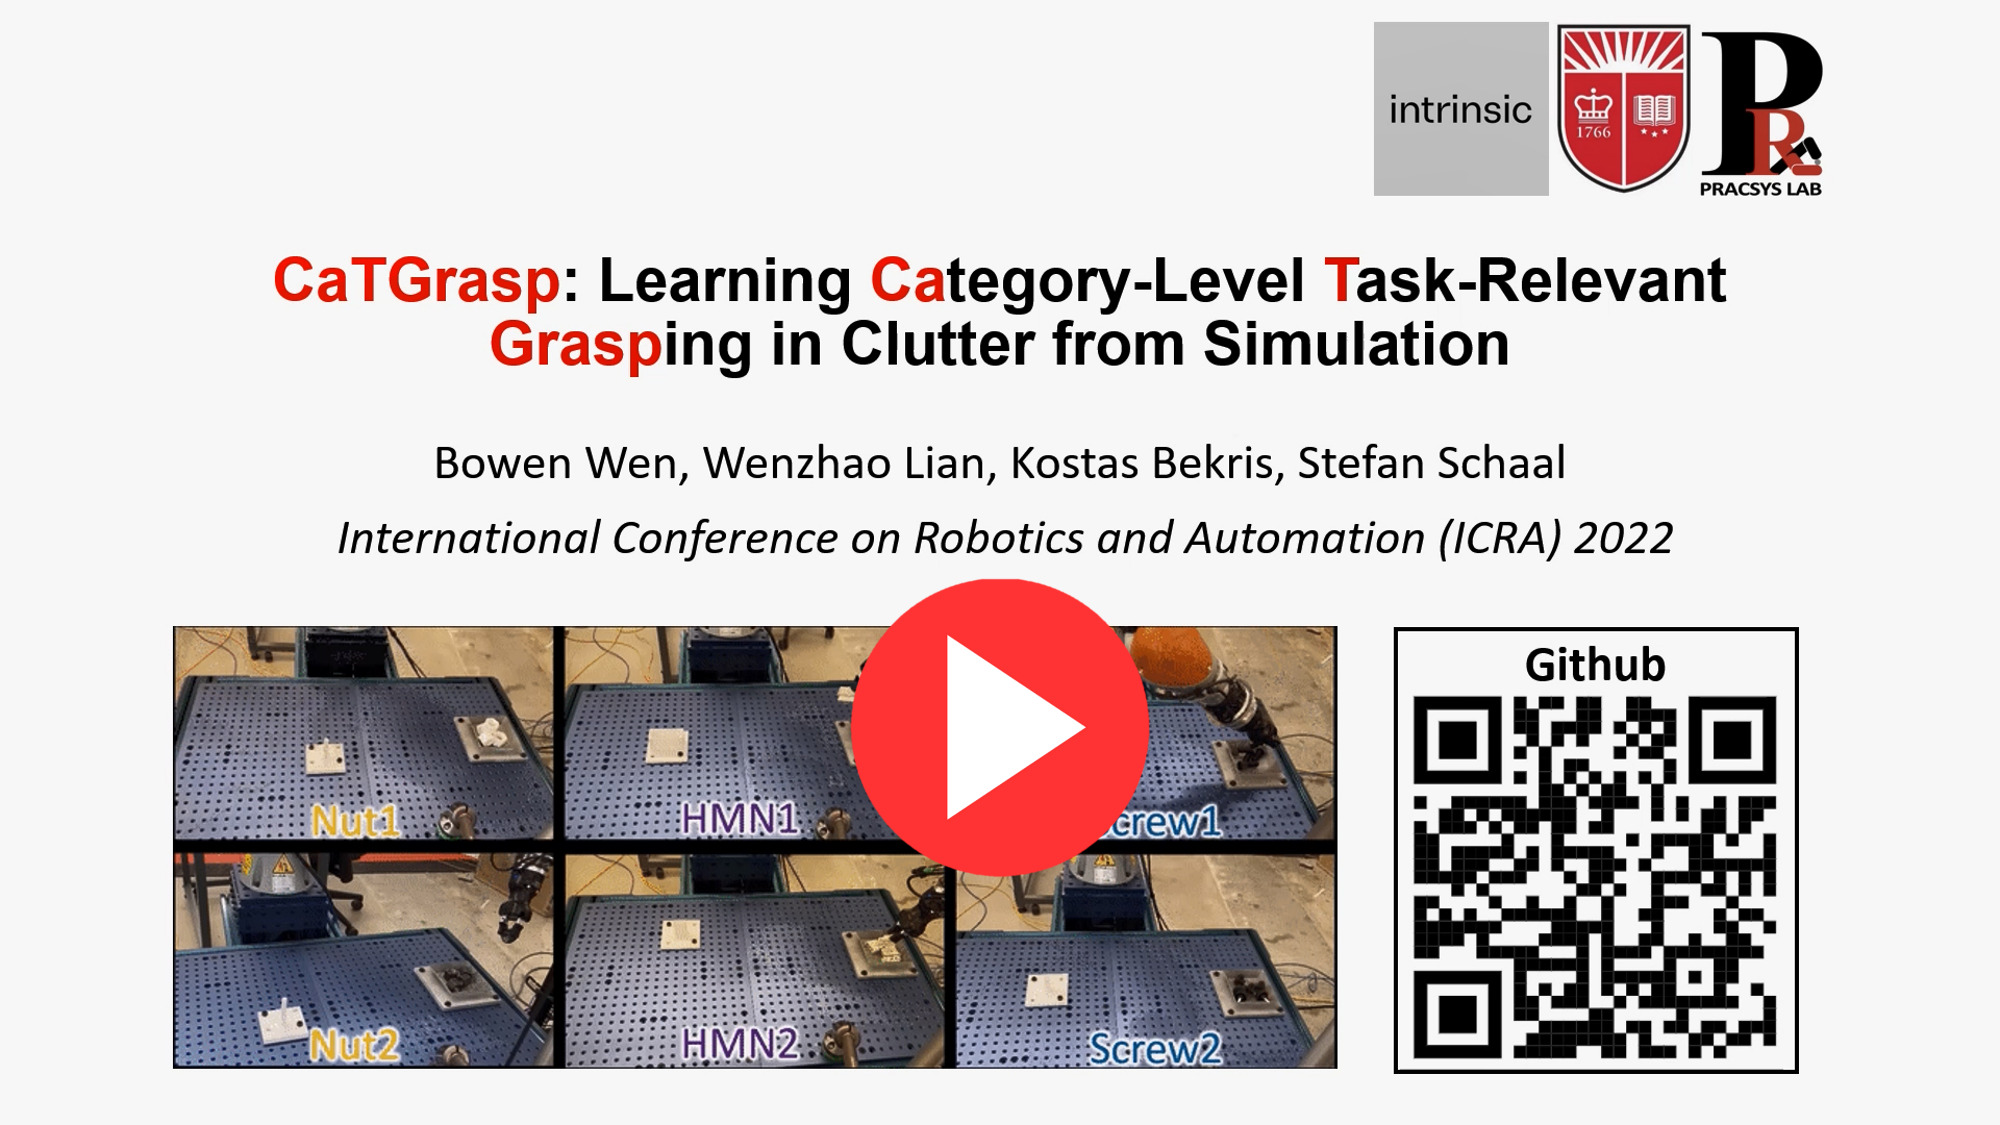 intrinsic
1766
PRACSYS LAB
CaTGrasp: Learning Category-Level Task-Relevant
Grasping in Clutter from Simulation
Bowen Wen, Wenzhao Lian, Kostas Bekris, Stefan Schaal
International Conference on Robotics and Automation (ICRA) 2022
Github
Nut1
HMN1
crew1
Nut2
HMN2
Screw2